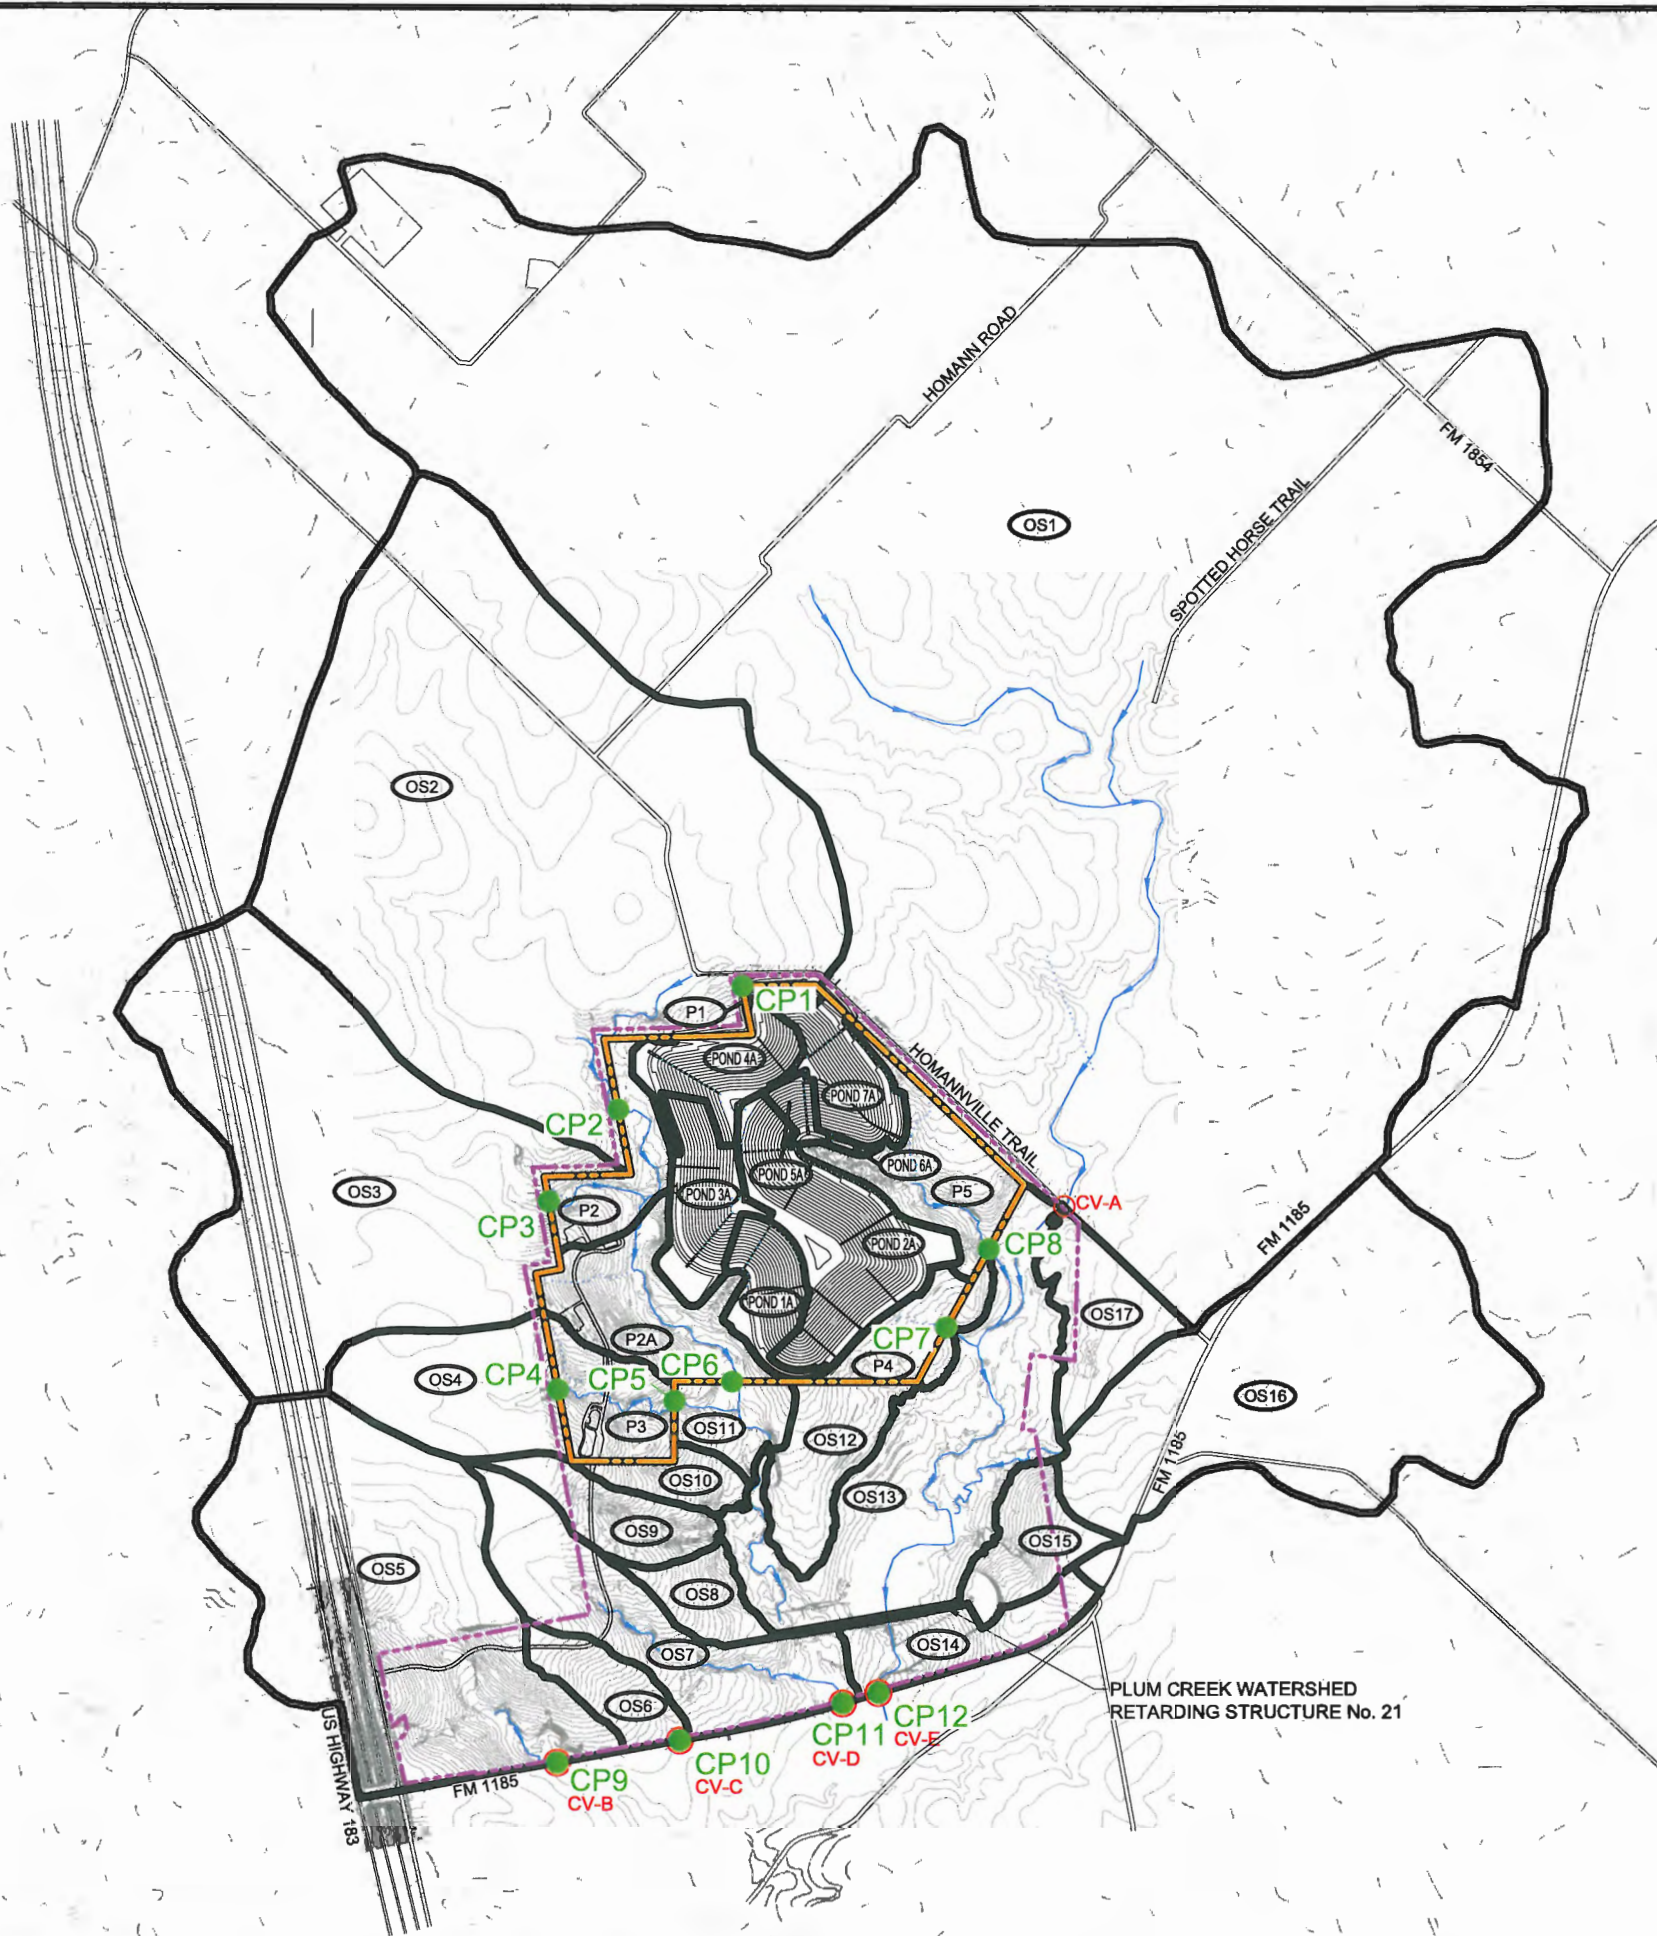 HOMANN ROAD
FM 1854
OS1
SPOTTED HORSE TRAIL
OS2
CP1
P1
POND 4A
HOMANNVILLE TRAIL
POND 7A
CP2
POND 6A
POND 5A
OS3
POND 3A
P5
P2
CV-A
CP3
FM 1185
POND 2A
CP8
POND 1A
OS17
P2A
CP7
CP6
P4
OS4
CP4
CP5
OS16
P3
OS11
OS12
FM 1185
OS10
OS13
OS9
OS15
OS5
OS8
OS14
OS7
PLUM CREEK WATERSHED
RETARDING STRUCTURE No. 21
OS6
CP12
CV-E
CP11
CV-D
US HIGHWAY 183
CP10
CV-C
CP9
CV-B
FM 1185